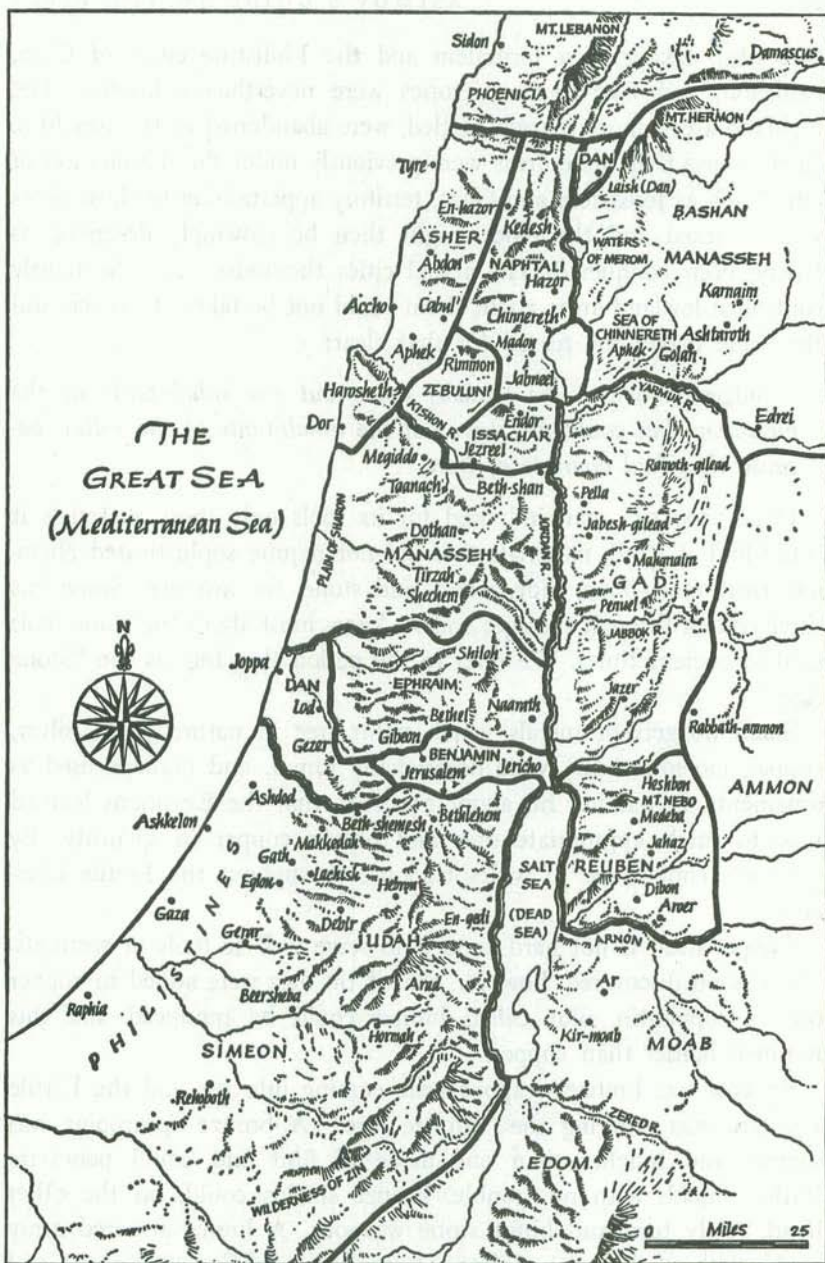 MT. LEBANON
Sidon
Damascus
PHOENICIA
MT. HERMON
DAN
Tyre
Laish (Dan)
En-hazor
BASHAN
Kedesh
ASHER
WATERS
OF MEROM
MANASSEH
Abdon
NAPHTALI
Hazor
Karnaim
Accho
Cabul
Chinnereth
SEA OF
CHINNERETH
Ashtaroth
Aphek
Madon
Aphek
Golan
Rimmon
Jabneel
Harosheth
ZEBULUN
YARMUK R.
Dor
KISHON R.
Endor
ISSACHAR
Edrei
THE
GREAT SEA
(Mediterranean Sea)
Jezreel
Megiddo
Ramoth-gilead
Taanach
Beth-shan
Pella
PLAIN OF SHARON
JORDAN R.
Jabesh-gilead
Dothan
MANASSEH
Mahanaim
Tirzah
GAD
Shechem
Penuel
N
JABBOK R.
Joppa
Shiloh
DAN
EPHRAIM
Jazer
Lod
Bethel
Naarath
Rabbath-ammon
Gezer
Gibeon
BENJAMIN
Jericho
Jerusalem
Heshbon
AMMON
Ashdod
MT. NEBO
Bethlehem
Medeba
Beth-shemesh
Ashkelon
Makkedah
Jahaz
Gath
SALT
SEA
REUBEN
Lachish
Eglon
Hebron
Dibon
Gaza
(DEAD
SEA)
Aroer
En-gedi
Debir
Gerar
JUDAH
ARNON R.
PHILISTINES
Arad
Ar
Raphia
Beersheba
MOAB
Hormah
Kir-moab
SIMEON
Rehoboth
ZERED R.
EDOM
WILDERNESS OF ZIN
0 Miles 25